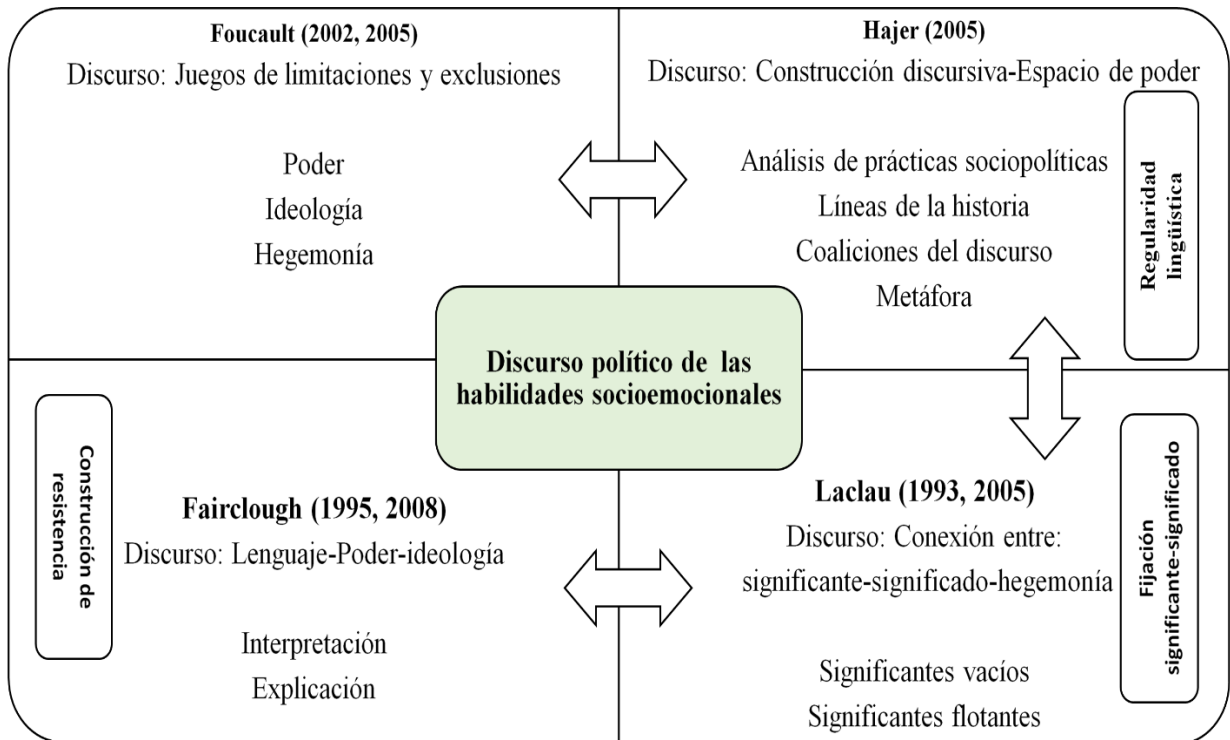 Foucault (2002, 2005)
Discurso: Juegos de limitaciones y exclusiones
Poder
Ideología
Hegemonía
Hajer (2005)
Discurso: Construcción discursiva-Espacio de poder
Análisis de prácticas sociopolíticas
Líneas de la historia
Coaliciones del discurso
Metáfora
Regularidad
lingüística
Discurso político de las
habilidades socioemocionales
Construcción de
resistencia
Fairclough (1995, 2008)
Discurso: Lenguaje-Poder-ideología
Interpretación
Explicación
Laclau (1993, 2005)
Discurso: Conexión entre:
significante-significado-hegemonía
Significantes vacíos
Significantes flotantes
Fijación
significante-significado